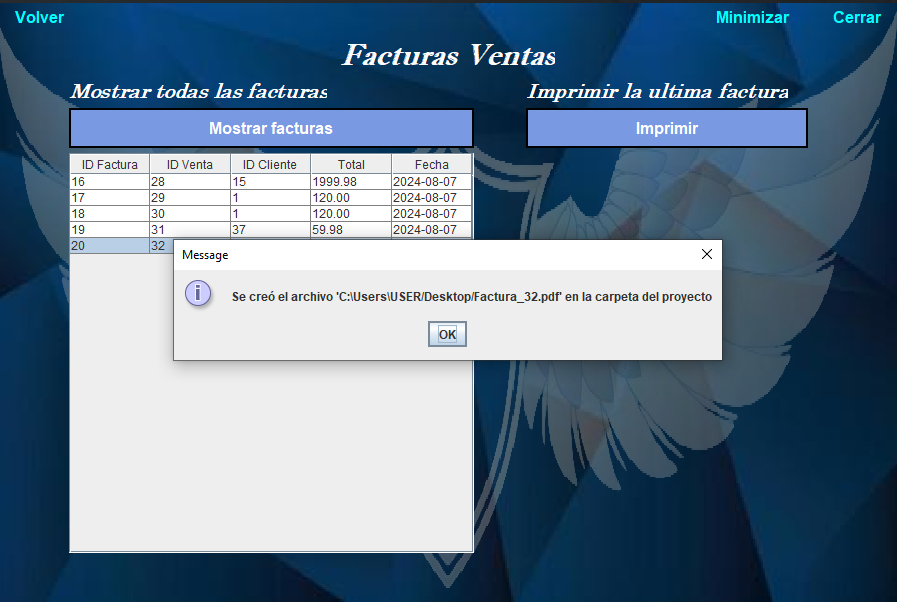 Volver Minimizar Cerrar
Facturas Ventas
Mostrar todas las facturas Imprimir la ultima factura
Mostrar facturas Imprimir
ID Factura ID Venta ID Cliente Total Fecha
16 28 15 1999.98 2024-08-07
17 29 1 120.00 2024-08-07
18 30 1 120.00 2024-08-07
19 31 37 59.98 2024-08-07
20 32
Message
Se creó el archivo 'C:\Users\USER/Desktop/Factura_32.pdf' en la carpeta del proyecto
OK